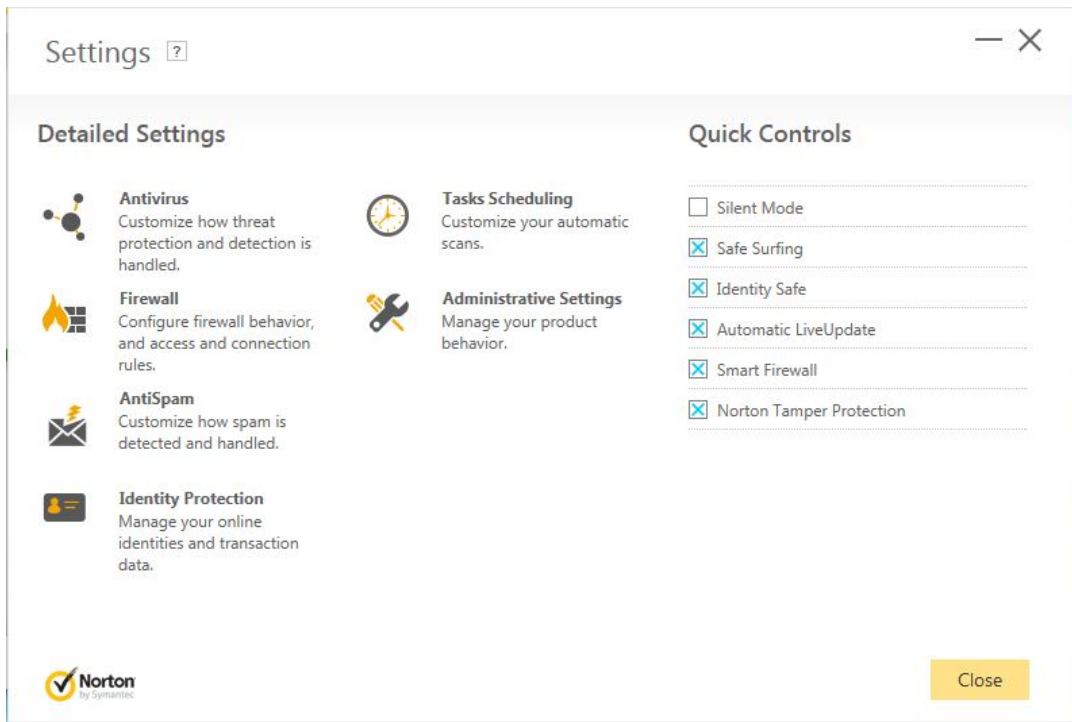 Settings ?
Detailed Settings
Antivirus
Customize how threat
protection and detection is
handled.
Firewall
Configure firewall behavior,
and access and connection
rules.
AntiSpam
Customize how spam is
detected and handled.
Identity Protection
Manage your online
identities and transaction
data.
Tasks Scheduling
Customize your automatic
scans.
Administrative Settings
Manage your product
behavior.
Quick Controls
Silent Mode
Safe Surfing
Identity Safe
Automatic LiveUpdate
Smart Firewall
Norton Tamper Protection
Norton
by Symantec
Close